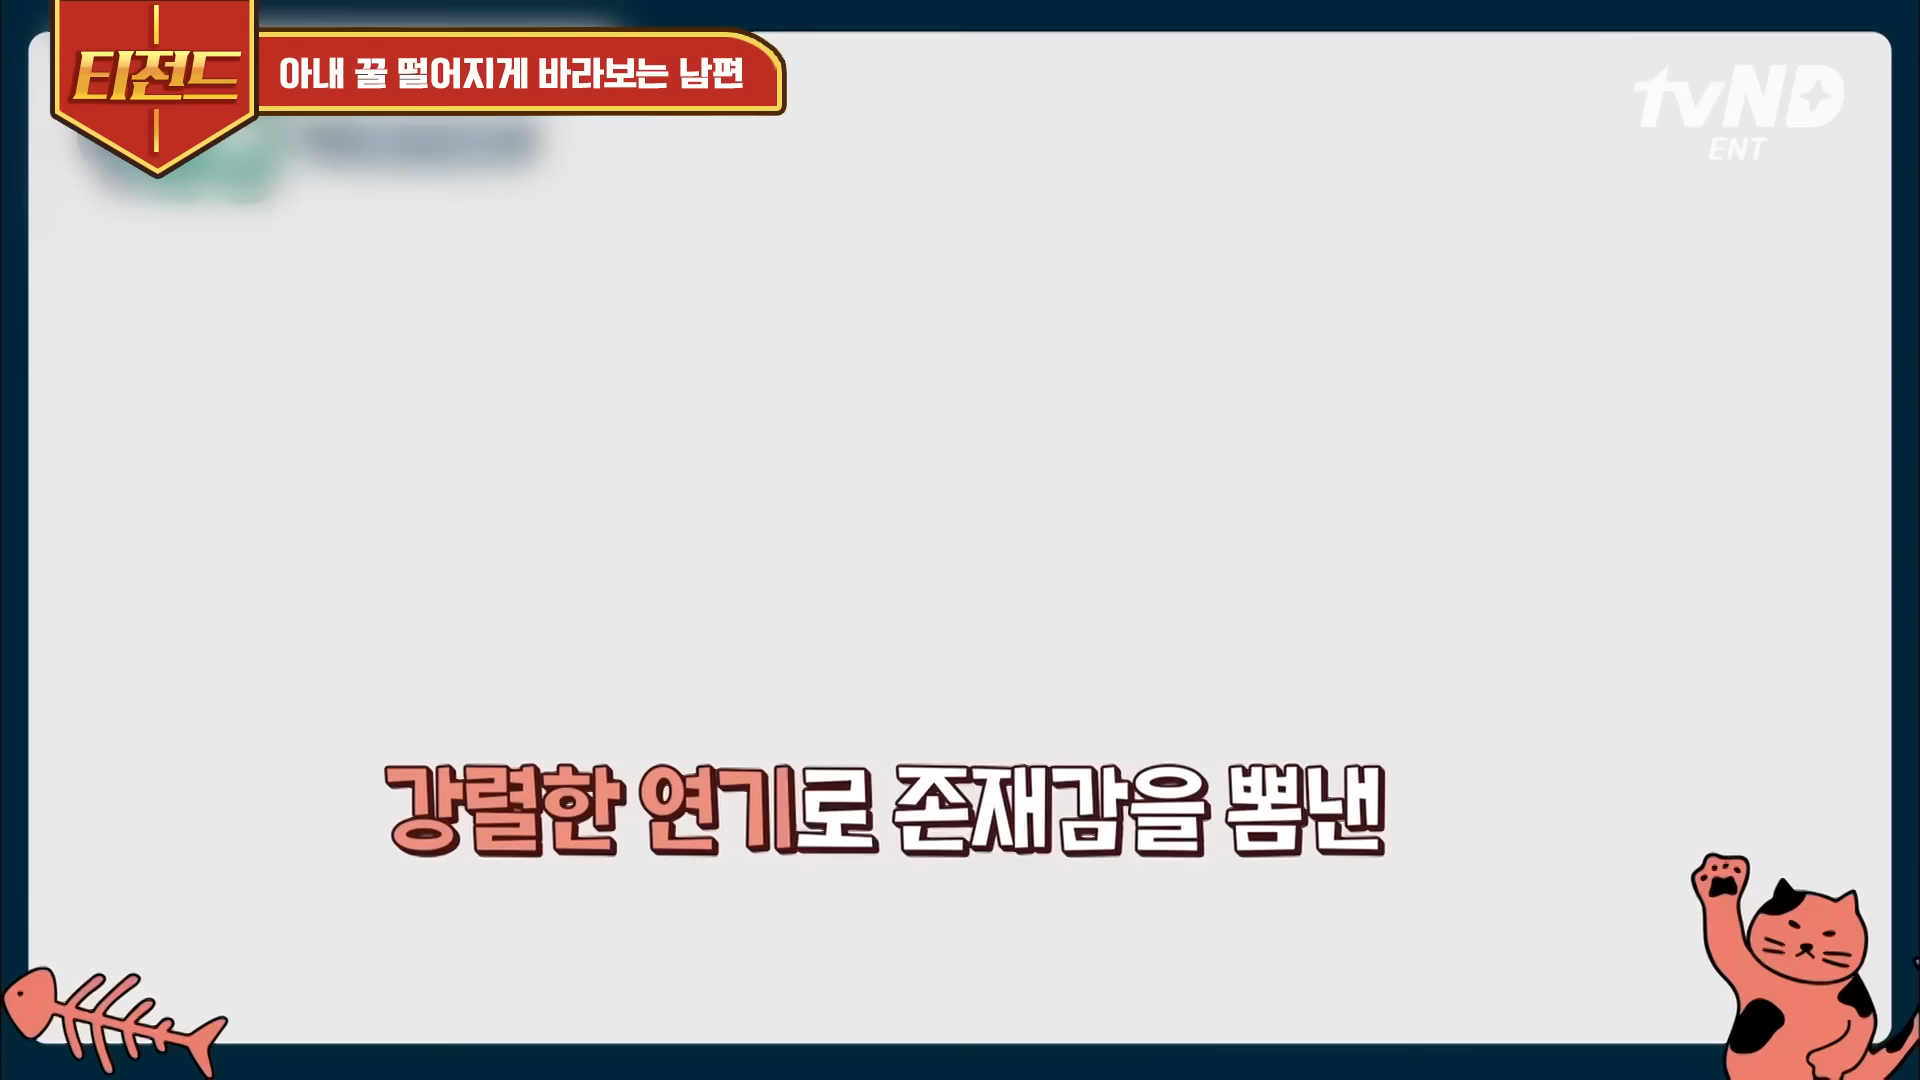 티전드
아내 꿀 떨어지게 바라보는 남편
tvND
ENT
강렬한 연기로 존재감을 뽐낸